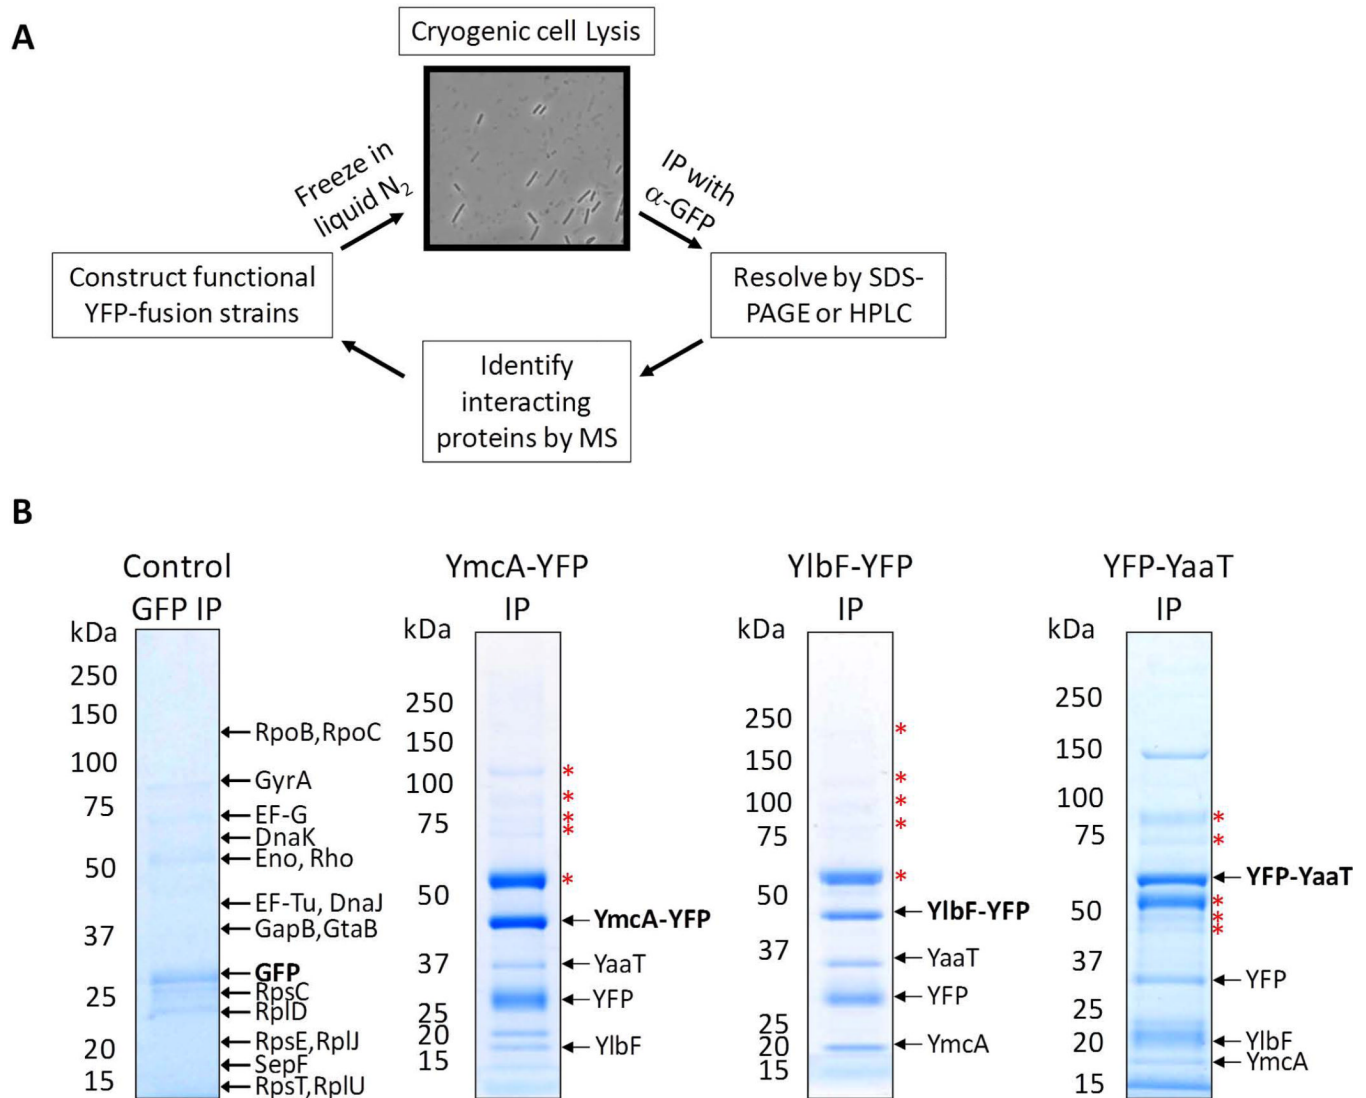 A
Cryogenic cell Lysis
Freeze in
liquid N₂
IP with
α-GFP
Construct functional
YFP-fusion strains
Resolve by SDS-
PAGE or HPLC
Identify
interacting
proteins by MS
B
Control
GFP IP
kDa
250
150
100
75
50
37
25
20
15
RpoB,RpoC
GyrA
EF-G
DnaK
Eno, Rho
EF-Tu, DnaJ
GapB,GtaB
GFP
RpsC
RplD
RpsE,RplJ
SepF
RpsT,RplU
YmcA-YFP
IP
kDa
250
150
100
75
50
37
25
20
15
*
*
*
*
*
YmcA-YFP
YaaT
YFP
YlbF
YlbF-YFP
IP
kDa
250
150
100
75
50
37
25
20
15
*
*
*
*
*
YlbF-YFP
YaaT
YFP
YmcA
YFP-YaaT
IP
kDa
250
150
100
75
50
37
25
20
15
*
*
YFP-YaaT
*
*
*
YFP
YlbF
YmcA